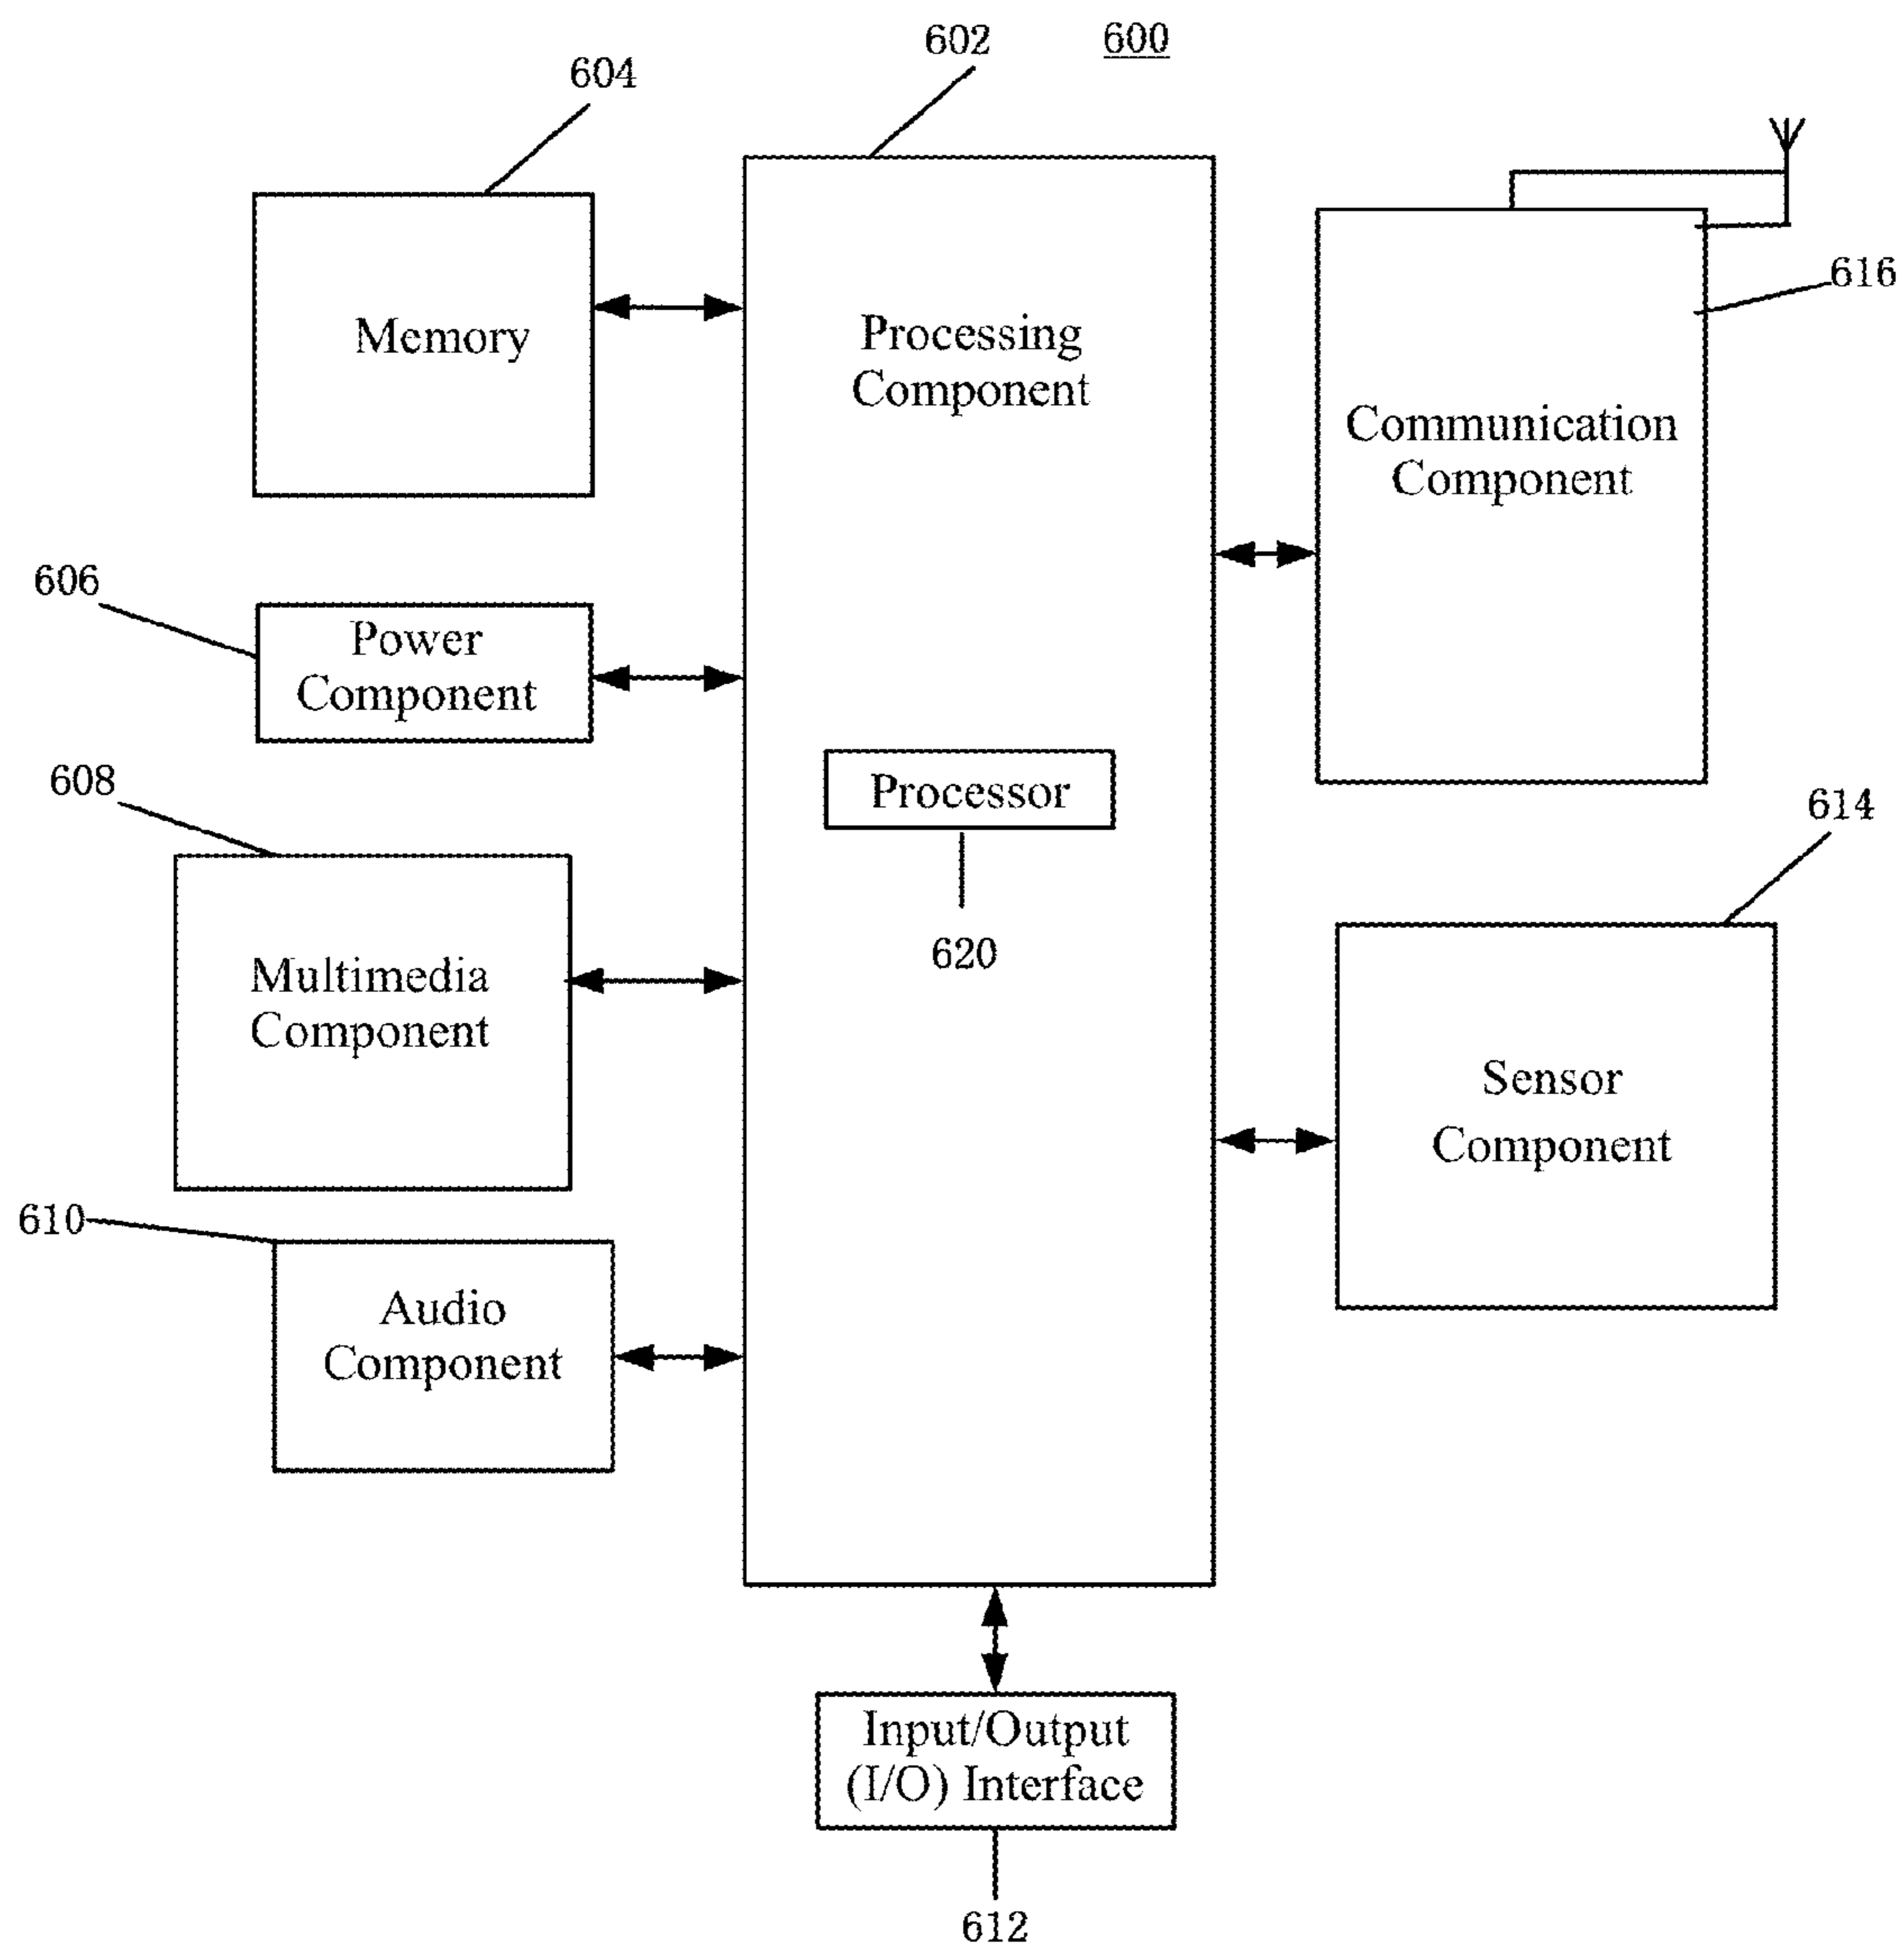 602
600
604
616
Memory
Processing
Component
Communication
Component
606
Power
Component
608
Processor
614
620
Multimedia
Component
Sensor
Component
610
Audio
Component
Input/Output
(I/O) Interface
612